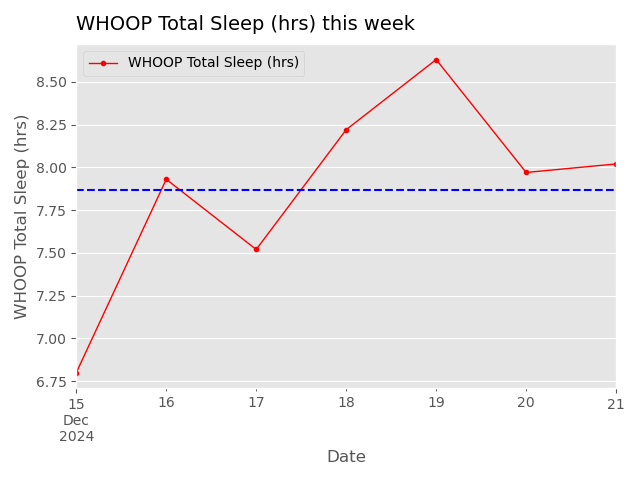 WHOOP Total Sleep (hrs) this week
WHOOP Total Sleep (hrs)
WHOOP Total Sleep (hrs)
8.50
8.25
8.00
7.75
7.50
7.25
7.00
6.75
15 16 17 18 19 20 21
Dec
2024
Date